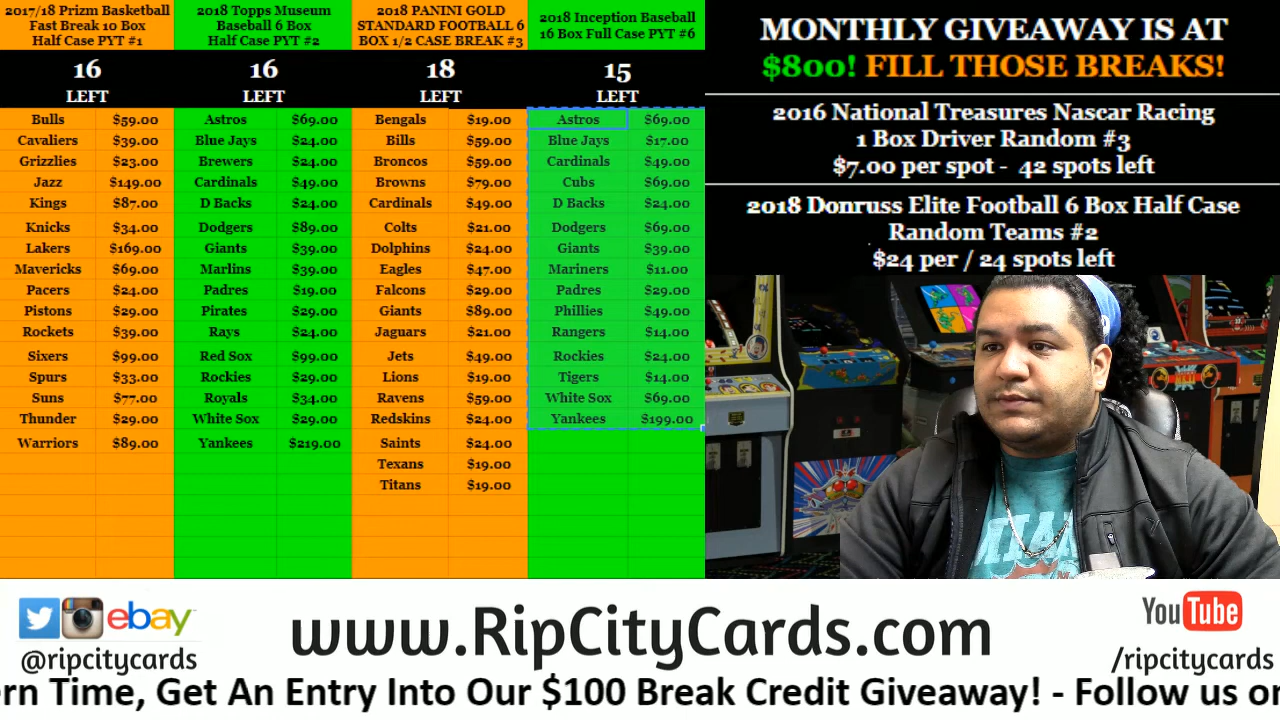 2017/18 Prizm Basketball
Fast Break 10 Box
Half Case PYT #1
16
LEFT
Bulls $59.00
Cavaliers $39.00
Grizzlies $23.00
Jazz $149.00
Kings $87.00
Knicks $34.00
Lakers $169.00
Mavericks $69.00
Pacers $24.00
Pistons $29.00
Rockets $39.00
Sixers $99.00
Spurs $33.00
Suns $77.00
Thunder $29.00
Warriors $89.00
2018 Topps Museum
Baseball 6 Box
Half Case PYT #2
16
LEFT
Astros $69.00
Blue Jays $24.00
Brewers $24.00
Cardinals $49.00
D Backs $24.00
Dodgers $89.00
Giants $39.00
Marlins $39.00
Padres $19.00
Pirates $29.00
Rays $24.00
Red Sox $99.00
Rockies $29.00
Royals $34.00
White Sox $29.00
Yankees $219.00
2018 PANINI GOLD
STANDARD FOOTBALL 6
BOX 1/2 CASE BREAK #3
18
LEFT
Bengals $19.00
Bills $59.00
Broncos $59.00
Browns $79.00
Cardinals $49.00
Colts $21.00
Dolphins $24.00
Eagles $47.00
Falcons $29.00
Giants $89.00
Jaguars $21.00
Jets $49.00
Lions $19.00
Ravens $59.00
Redskins $24.00
Saints $24.00
Texans $19.00
Titans $19.00
2018 Inception Baseball
16 Box Full Case PYT #6
15
LEFT
Astros $69.00
Blue Jays $17.00
Cardinals $49.00
Cubs $69.00
D Backs $24.00
Dodgers $69.00
Giants $39.00
Mariners $11.00
Padres $29.00
Phillies $49.00
Rangers $14.00
Rockies $24.00
Tigers $14.00
White Sox $69.00
Yankees $199.00
MONTHLY GIVEAWAY IS AT
$800! FILL THOSE BREAKS!
2016 National Treasures Nascar Racing
1 Box Driver Random #3
$7.00 per spot - 42 spots left
2018 Donruss Elite Football 6 Box Half Case
Random Teams #2
$24 per / 24 spots left
ebay
@ripcitycards
www.RipCityCards.com
YouTube
/ripcitycards
ern Time, Get An Entry Into Our $100 Break Credit Giveaway! - Follow us on